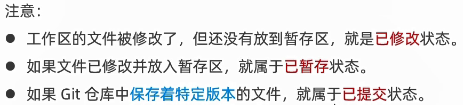 注意：
● 工作区的文件被修改了，但还没有放到暂存区，就是已修改状态。
● 如果文件已修改并放入暂存区，就属于已暂存状态。
● 如果 Git 仓库中保存着特定版本的文件，就属于已提交状态。